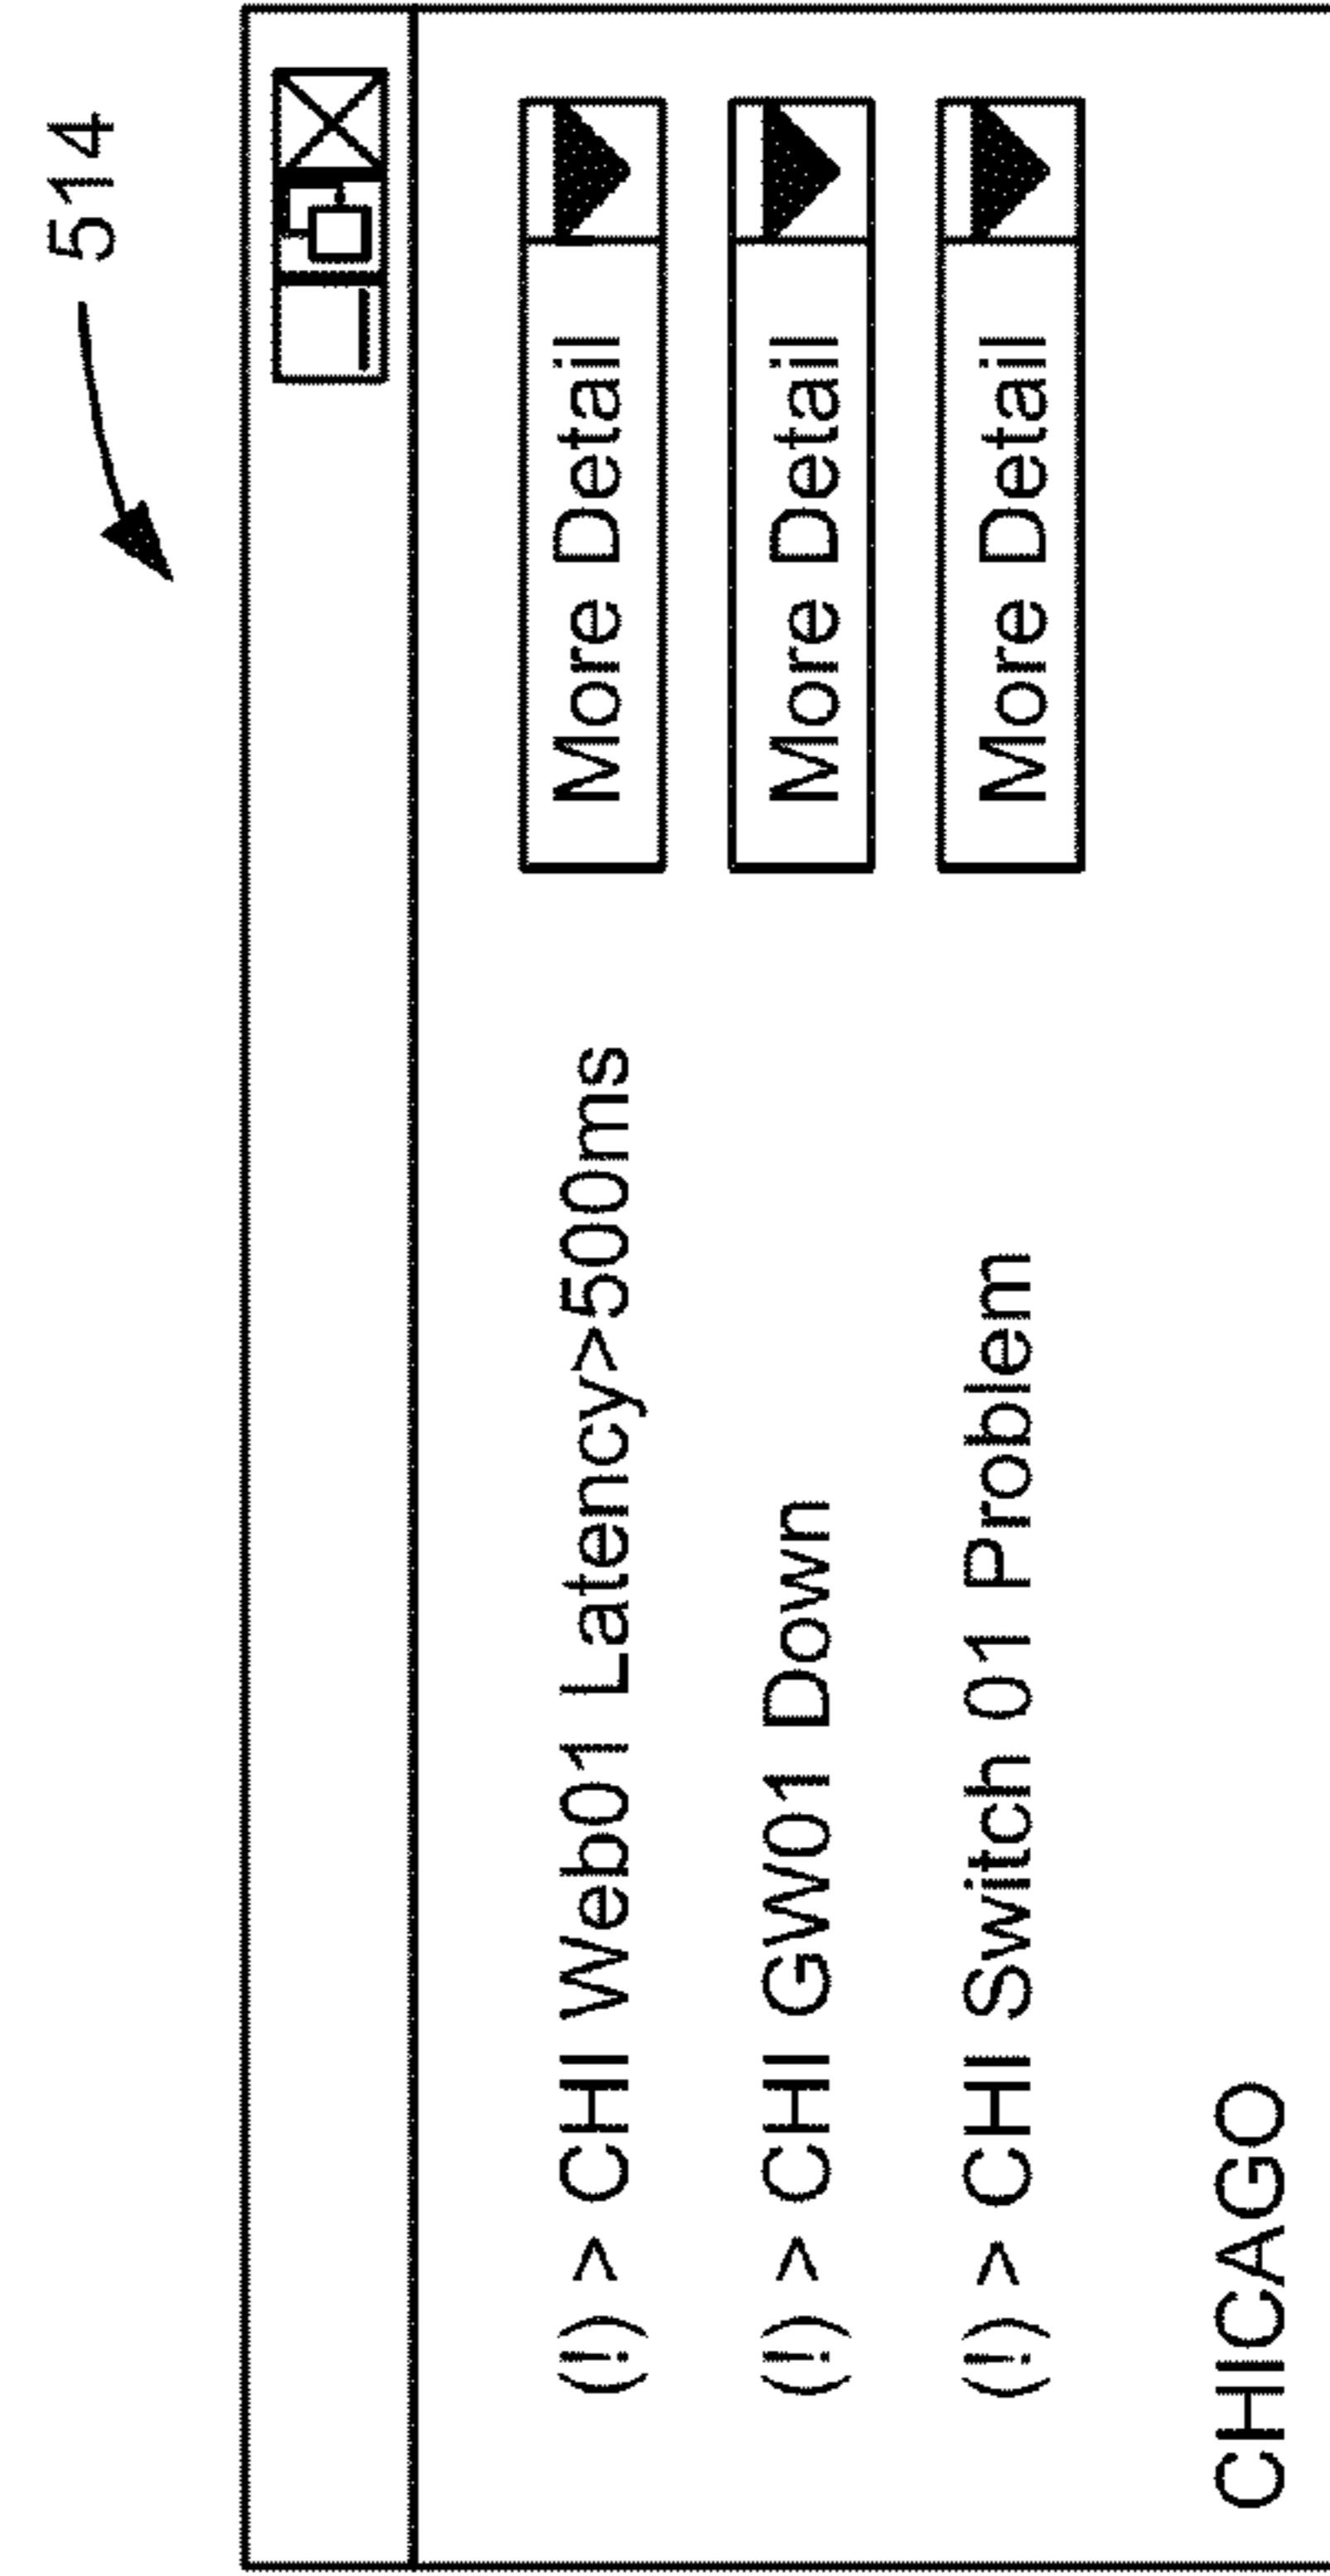 514
(!) > CHI Web01 Latency>500ms More Detail
(!) > CHI GW01 Down More Detail
(!) > CHI Switch 01 Problem More Detail
CHICAGO